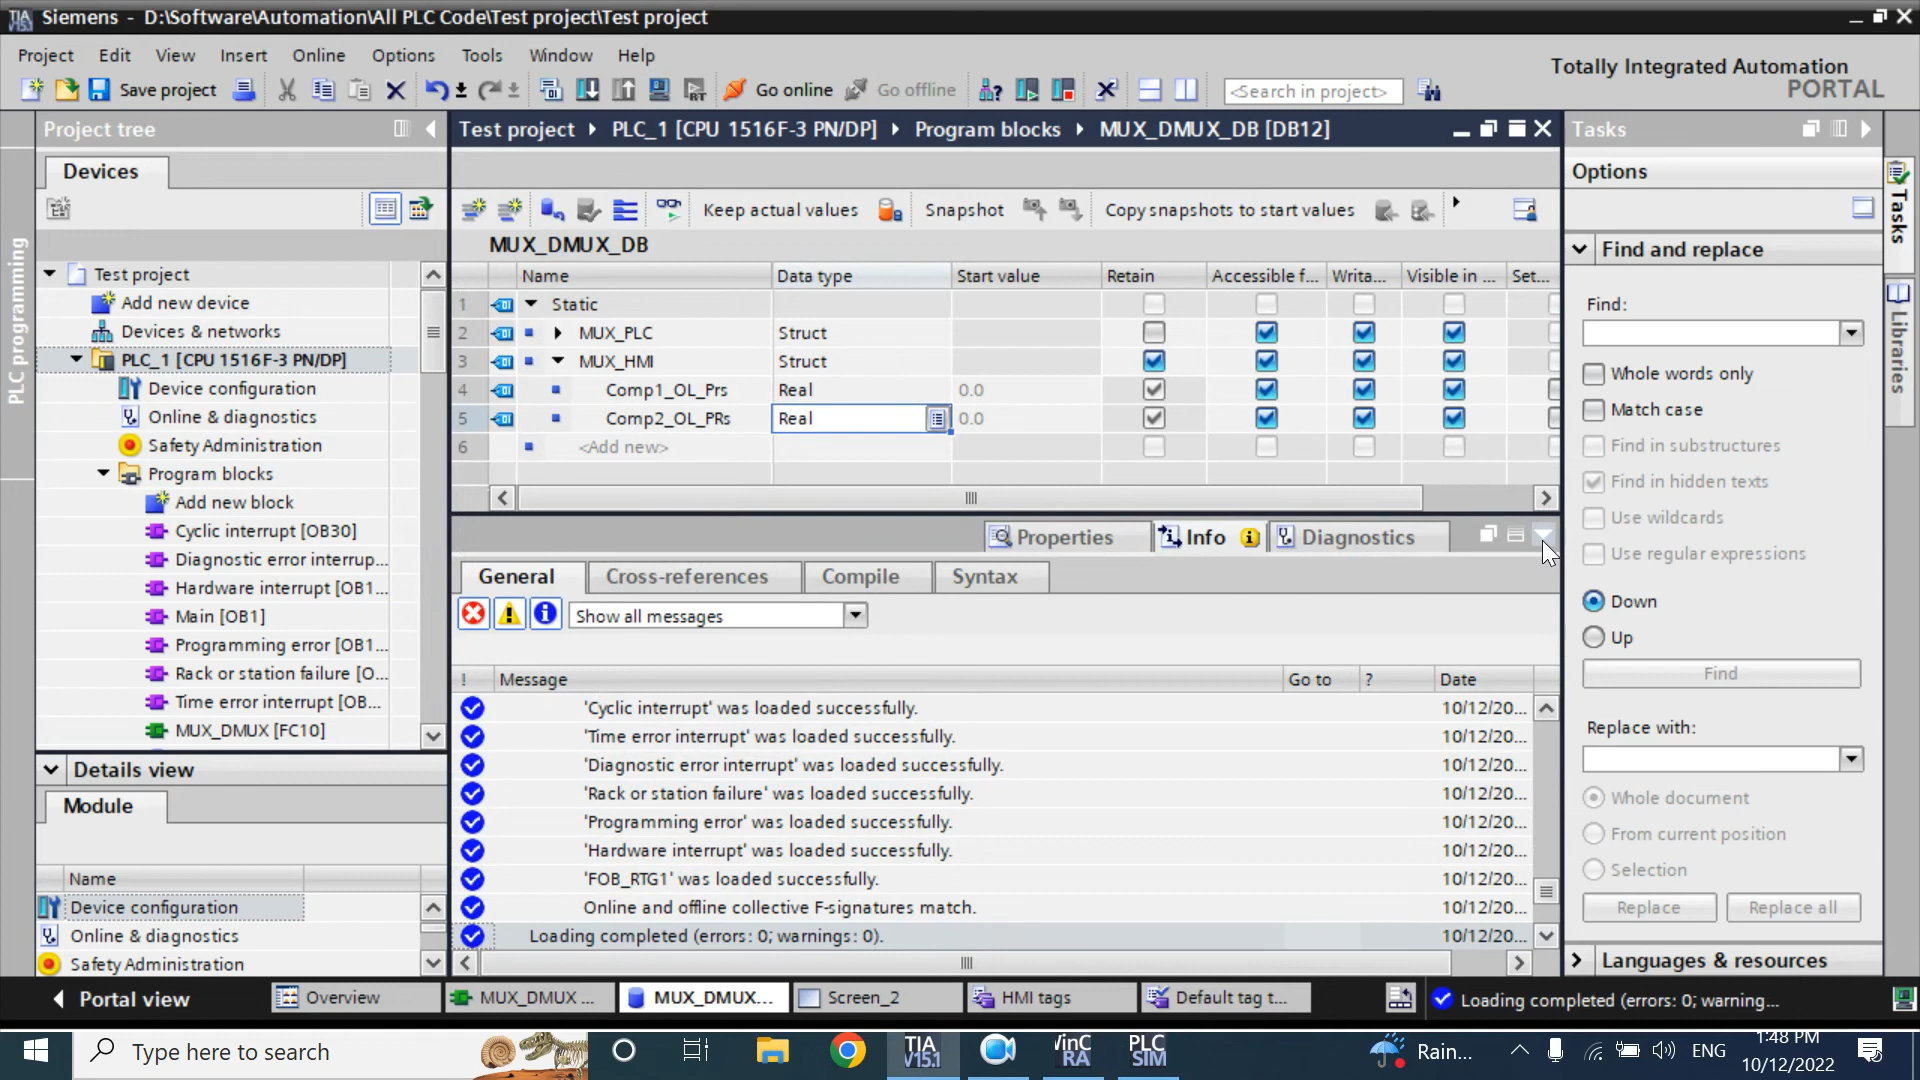 TIA V15.1 Siemens - D:\Software\Automation\All PLC Code\Test project\Test project
Project Edit View Insert Online Options Tools Window Help
Totally Integrated Automation
PORTAL
Save project Go online Go offline <Search in project>
Project tree
Test project PLC_1 [CPU 1516F-3 PN/DP] Program blocks MUX_DMUX_DB [DB12]
Tasks
Devices
Options
PLC programming
Tasks
Libraries
Keep actual values Snapshot Copy snapshots to start values
MUX_DMUX_DB
Name Data type Start value Retain Accessible f... Writa... Visible in ... Set...
1 Static
2 MUX_PLC Struct
3 MUX_HMI Struct
4 Comp1_OL_Prs Real 0.0
5 Comp2_OL_PRs Real 0.0
6 <Add new>
Test project
Add new device
Devices & networks
PLC_1 [CPU 1516F-3 PN/DP]
Device configuration
Online & diagnostics
Safety Administration
Program blocks
Add new block
Cyclic interrupt [OB30]
Diagnostic error interrup...
Hardware interrupt [OB1...
Main [OB1]
Programming error [OB1...
Rack or station failure [O...
Time error interrupt [OB...
MUX_DMUX [FC10]
Details view
Module
Name
Device configuration
Online & diagnostics
Safety Administration
Properties Info Diagnostics
General Cross-references Compile Syntax
Show all messages
! Message Go to ? Date
'Cyclic interrupt' was loaded successfully. 10/12/20...
'Time error interrupt' was loaded successfully. 10/12/20...
'Diagnostic error interrupt' was loaded successfully. 10/12/20...
'Rack or station failure' was loaded successfully. 10/12/20...
'Programming error' was loaded successfully. 10/12/20...
'Hardware interrupt' was loaded successfully. 10/12/20...
'FOB_RTG1' was loaded successfully. 10/12/20...
Online and offline collective F-signatures match. 10/12/20...
Loading completed (errors: 0; warnings: 0). 10/12/20...
Find and replace
Find:
Whole words only
Match case
Find in substructures
Find in hidden texts
Use wildcards
Use regular expressions
Down
Up
Find
Replace with:
Whole document
From current position
Selection
Replace Replace all
Languages & resources
Portal view Overview MUX_DMUX ... MUX_DMUX... Screen_2 HMI tags Default tag t... Loading completed (errors: 0; warning...
Type here to search TIA V15.1 WinCC RA PLC SIM Rain... ENG 1:48 PM
10/12/2022